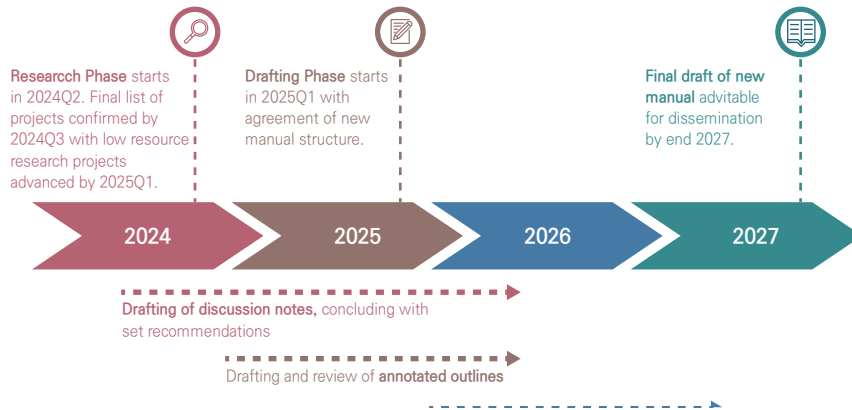 Researcch Phase starts
in 2024Q2. Final list of
projects confirmed by
2024Q3 with low resource
research projects
advanced by 2025Q1.
Drafting Phase starts
in 2025Q1 with
agreement of new
manual structure.
Final draft of new
manual advitable
for dissemination
by end 2027.
2024
2025
2026
2027
Drafting of discussion notes, concluding with
set recommendations
Drafting and review of annotated outlines